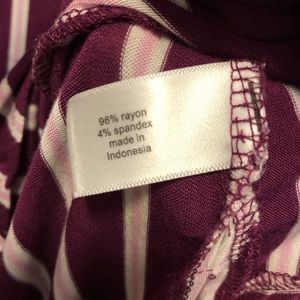 96% rayon
4% spandex
made in
Indonesia